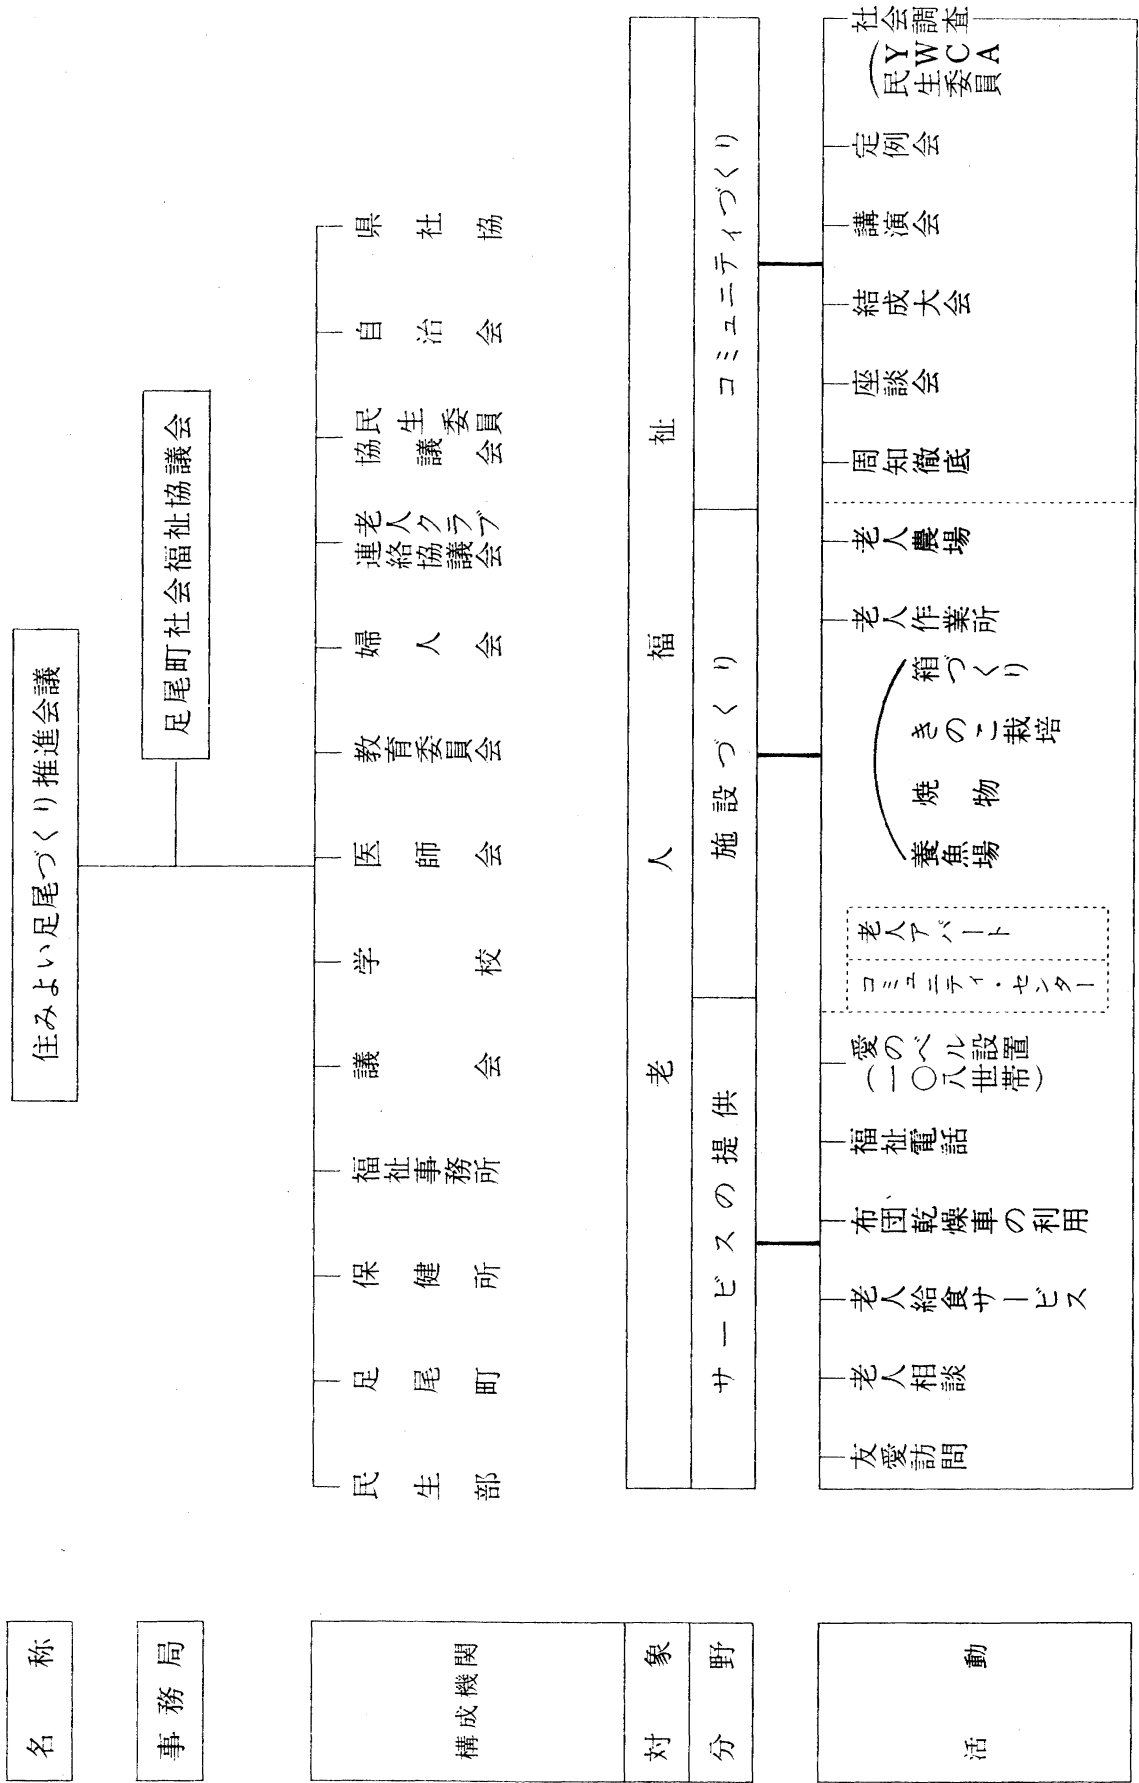 名称
住みよい足尾づくり推進会議
事務局
足尾町社会福祉協議会
構成機関
民生部
足尾町
保健所
福祉事務所
議会
学校
医師会
教育委員会
婦人会
老人クラブ
連絡協議会
民生委員
協議会
自治会
県社協
対象
老人福祉
分野
サービスの提供
施設づくり
コミュニティづくり
活動
友愛訪問
老人相談
老人給食サービス
布団乾燥車の利用
福祉電話
愛のベル設置
(一〇八世帯)
コミュニティ・センター
老人アパート
養魚場
焼物
きのこ栽培
箱づくり
老人作業所
老人農場
周知徹底
座談会
結成大会
講演会
定例会
社会調査
(YWCA
民生委員